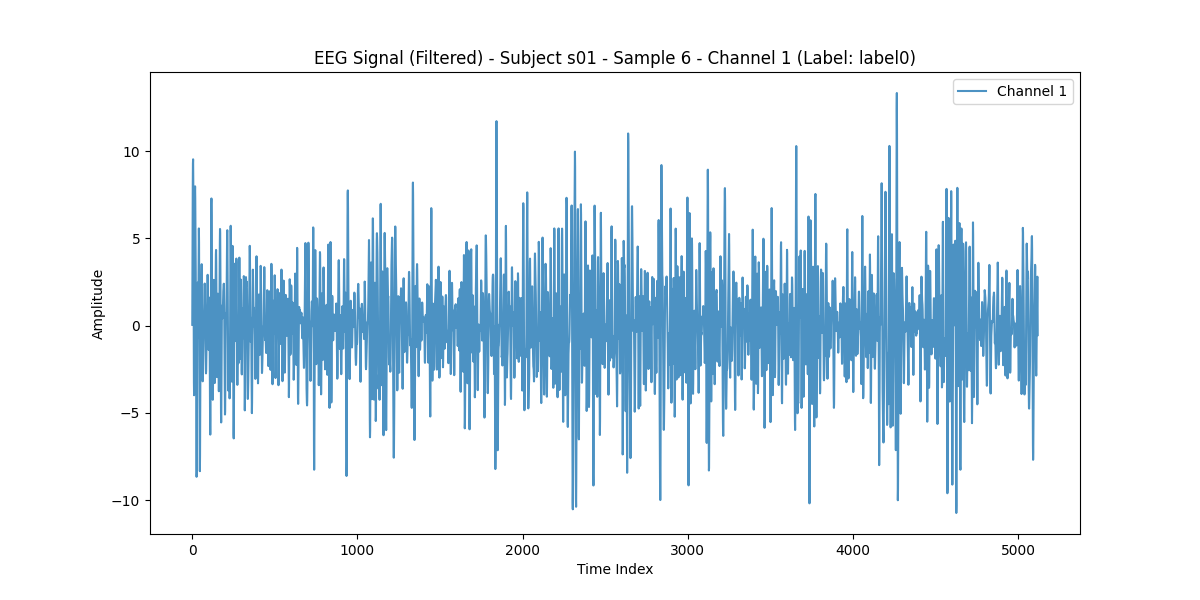 EEG Signal (Filtered) - Subject s01 - Sample 6 - Channel 1 (Label: label0)
Channel 1
Amplitude
10
5
0
−5
−10
0 1000 2000 3000 4000 5000
Time Index